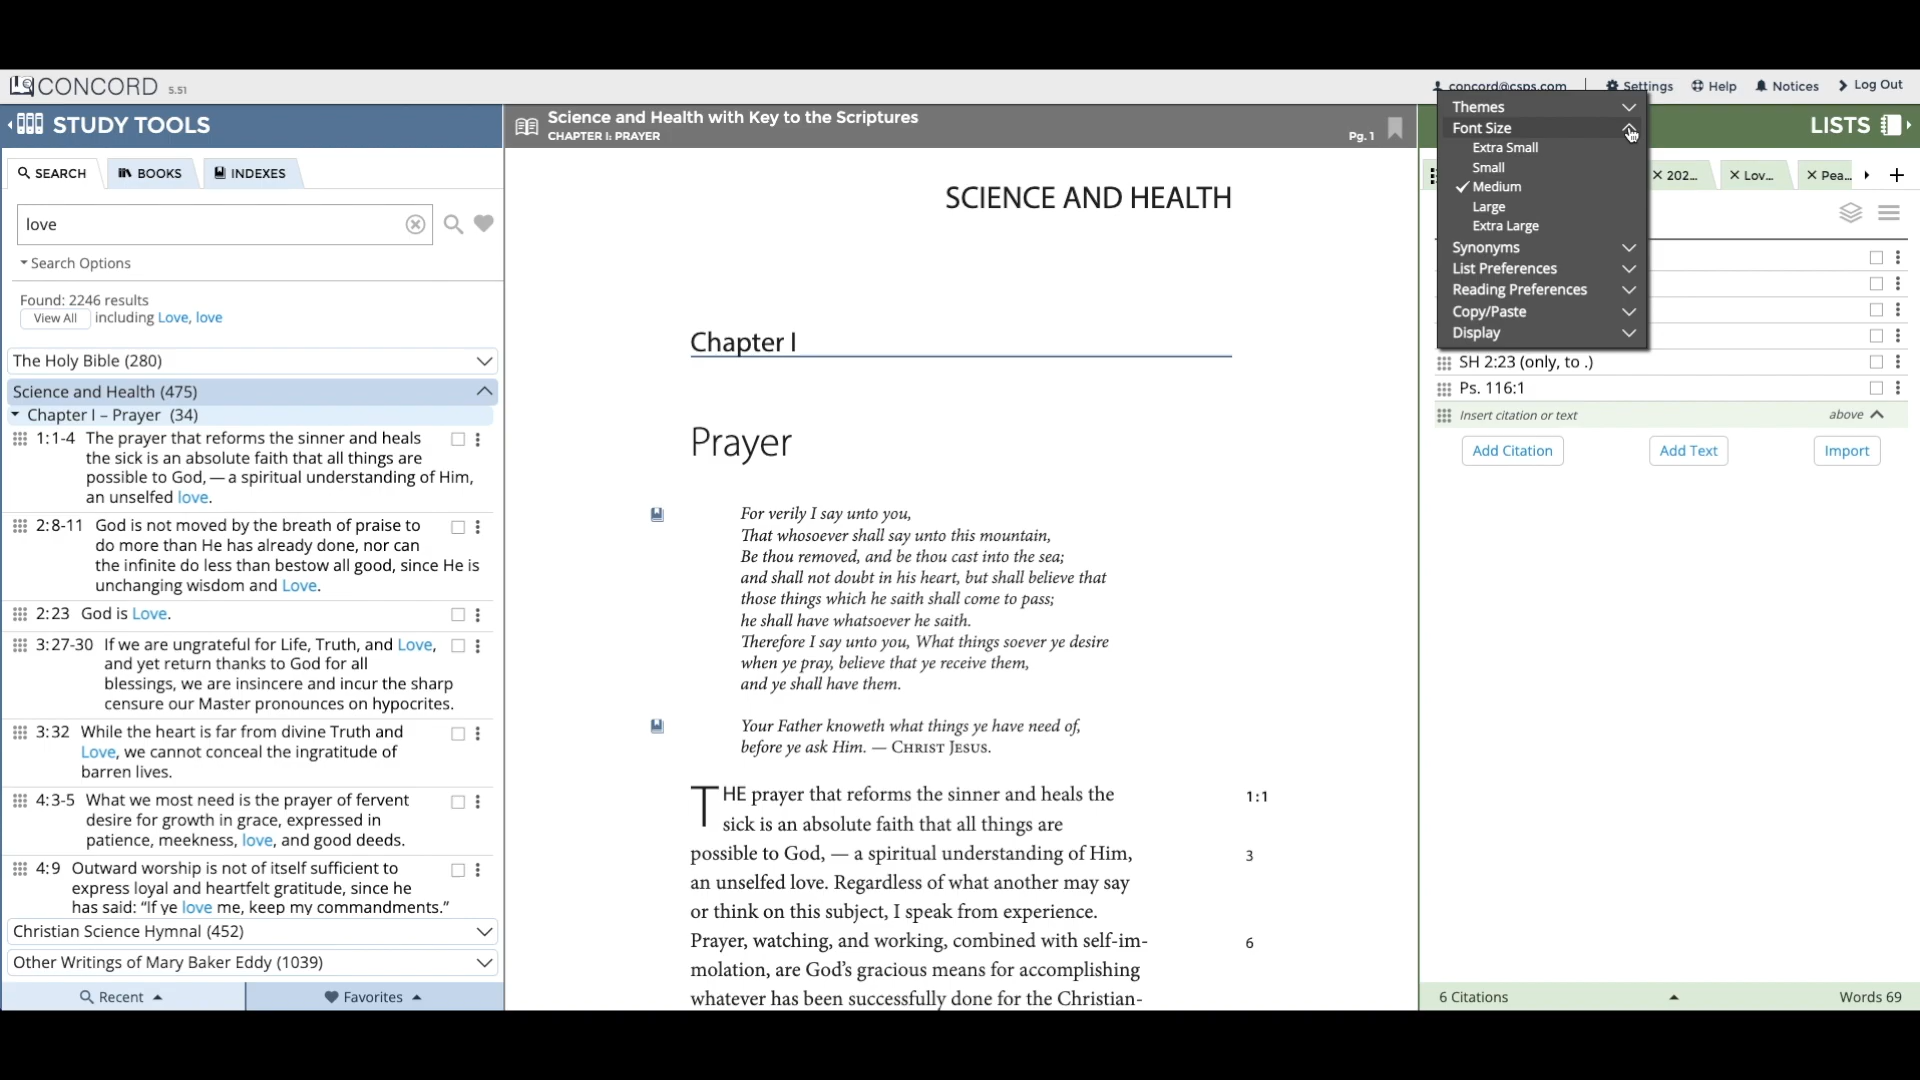 CONCORD 5.51
concord@csps.com
Settings
Help
Notices
Log Out
STUDY TOOLS
SEARCH
BOOKS
INDEXES
love
Search Options
Found: 2246 results
View All including Love, love
The Holy Bible (280)
Science and Health (475)
Chapter I – Prayer (34)
1:1-4 The prayer that reforms the sinner and heals
the sick is an absolute faith that all things are
possible to God, — a spiritual understanding of Him,
an unselfed love.
2:8-11 God is not moved by the breath of praise to
do more than He has already done, nor can
the infinite do less than bestow all good, since He is
unchanging wisdom and Love.
2:23 God is Love.
3:27-30 If we are ungrateful for Life, Truth, and Love,
and yet return thanks to God for all
blessings, we are insincere and incur the sharp
censure our Master pronounces on hypocrites.
3:32 While the heart is far from divine Truth and
Love, we cannot conceal the ingratitude of
barren lives.
4:3-5 What we most need is the prayer of fervent
desire for growth in grace, expressed in
patience, meekness, love, and good deeds.
4:9 Outward worship is not of itself sufficient to
express loyal and heartfelt gratitude, since he
has said: “If ye love me, keep my commandments.”
Christian Science Hymnal (452)
Other Writings of Mary Baker Eddy (1039)
Recent
Favorites
Science and Health with Key to the Scriptures
CHAPTER I: PRAYER
Pg. 1
SCIENCE AND HEALTH
Chapter I
Prayer
For verily I say unto you,
That whosoever shall say unto this mountain,
Be thou removed, and be thou cast into the sea;
and shall not doubt in his heart, but shall believe that
those things which he saith shall come to pass;
he shall have whatsoever he saith.
Therefore I say unto you, What things soever ye desire
when ye pray, believe that ye receive them,
and ye shall have them.
Your Father knoweth what things ye have need of,
before ye ask Him. — CHRIST JESUS.
THE prayer that reforms the sinner and heals the 1:1
sick is an absolute faith that all things are
possible to God, — a spiritual understanding of Him, 3
an unselfed love. Regardless of what another may say
or think on this subject, I speak from experience.
Prayer, watching, and working, combined with self-im- 6
molation, are God’s gracious means for accomplishing
whatever has been successfully done for the Christian-
Themes
Font Size
Extra Small
Small
Medium
Large
Extra Large
Synonyms
List Preferences
Reading Preferences
Copy/Paste
Display
LISTS
202...
Lov...
Pea...
SH 2:23 (only, to .)
Ps. 116:1
Insert citation or text
above
Add Citation
Add Text
Import
6 Citations
Words 69